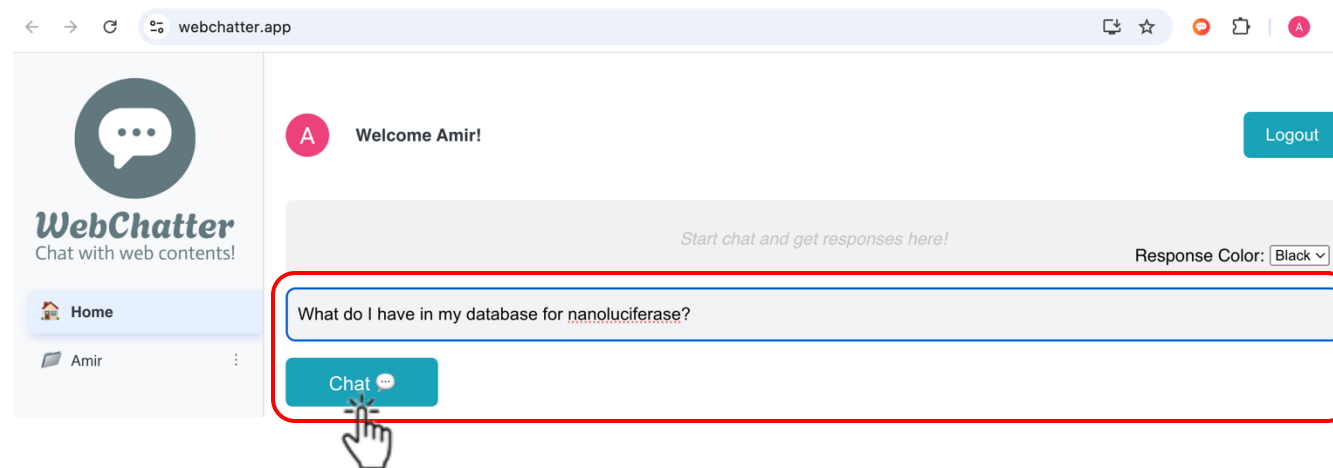 webchatter.app
A
A
Welcome Amir!
Logout
WebChatter
Chat with web contents!
Start chat and get responses here!
Response Color: Black
Home
What do I have in my database for nanoluciferase?
Amir
Chat